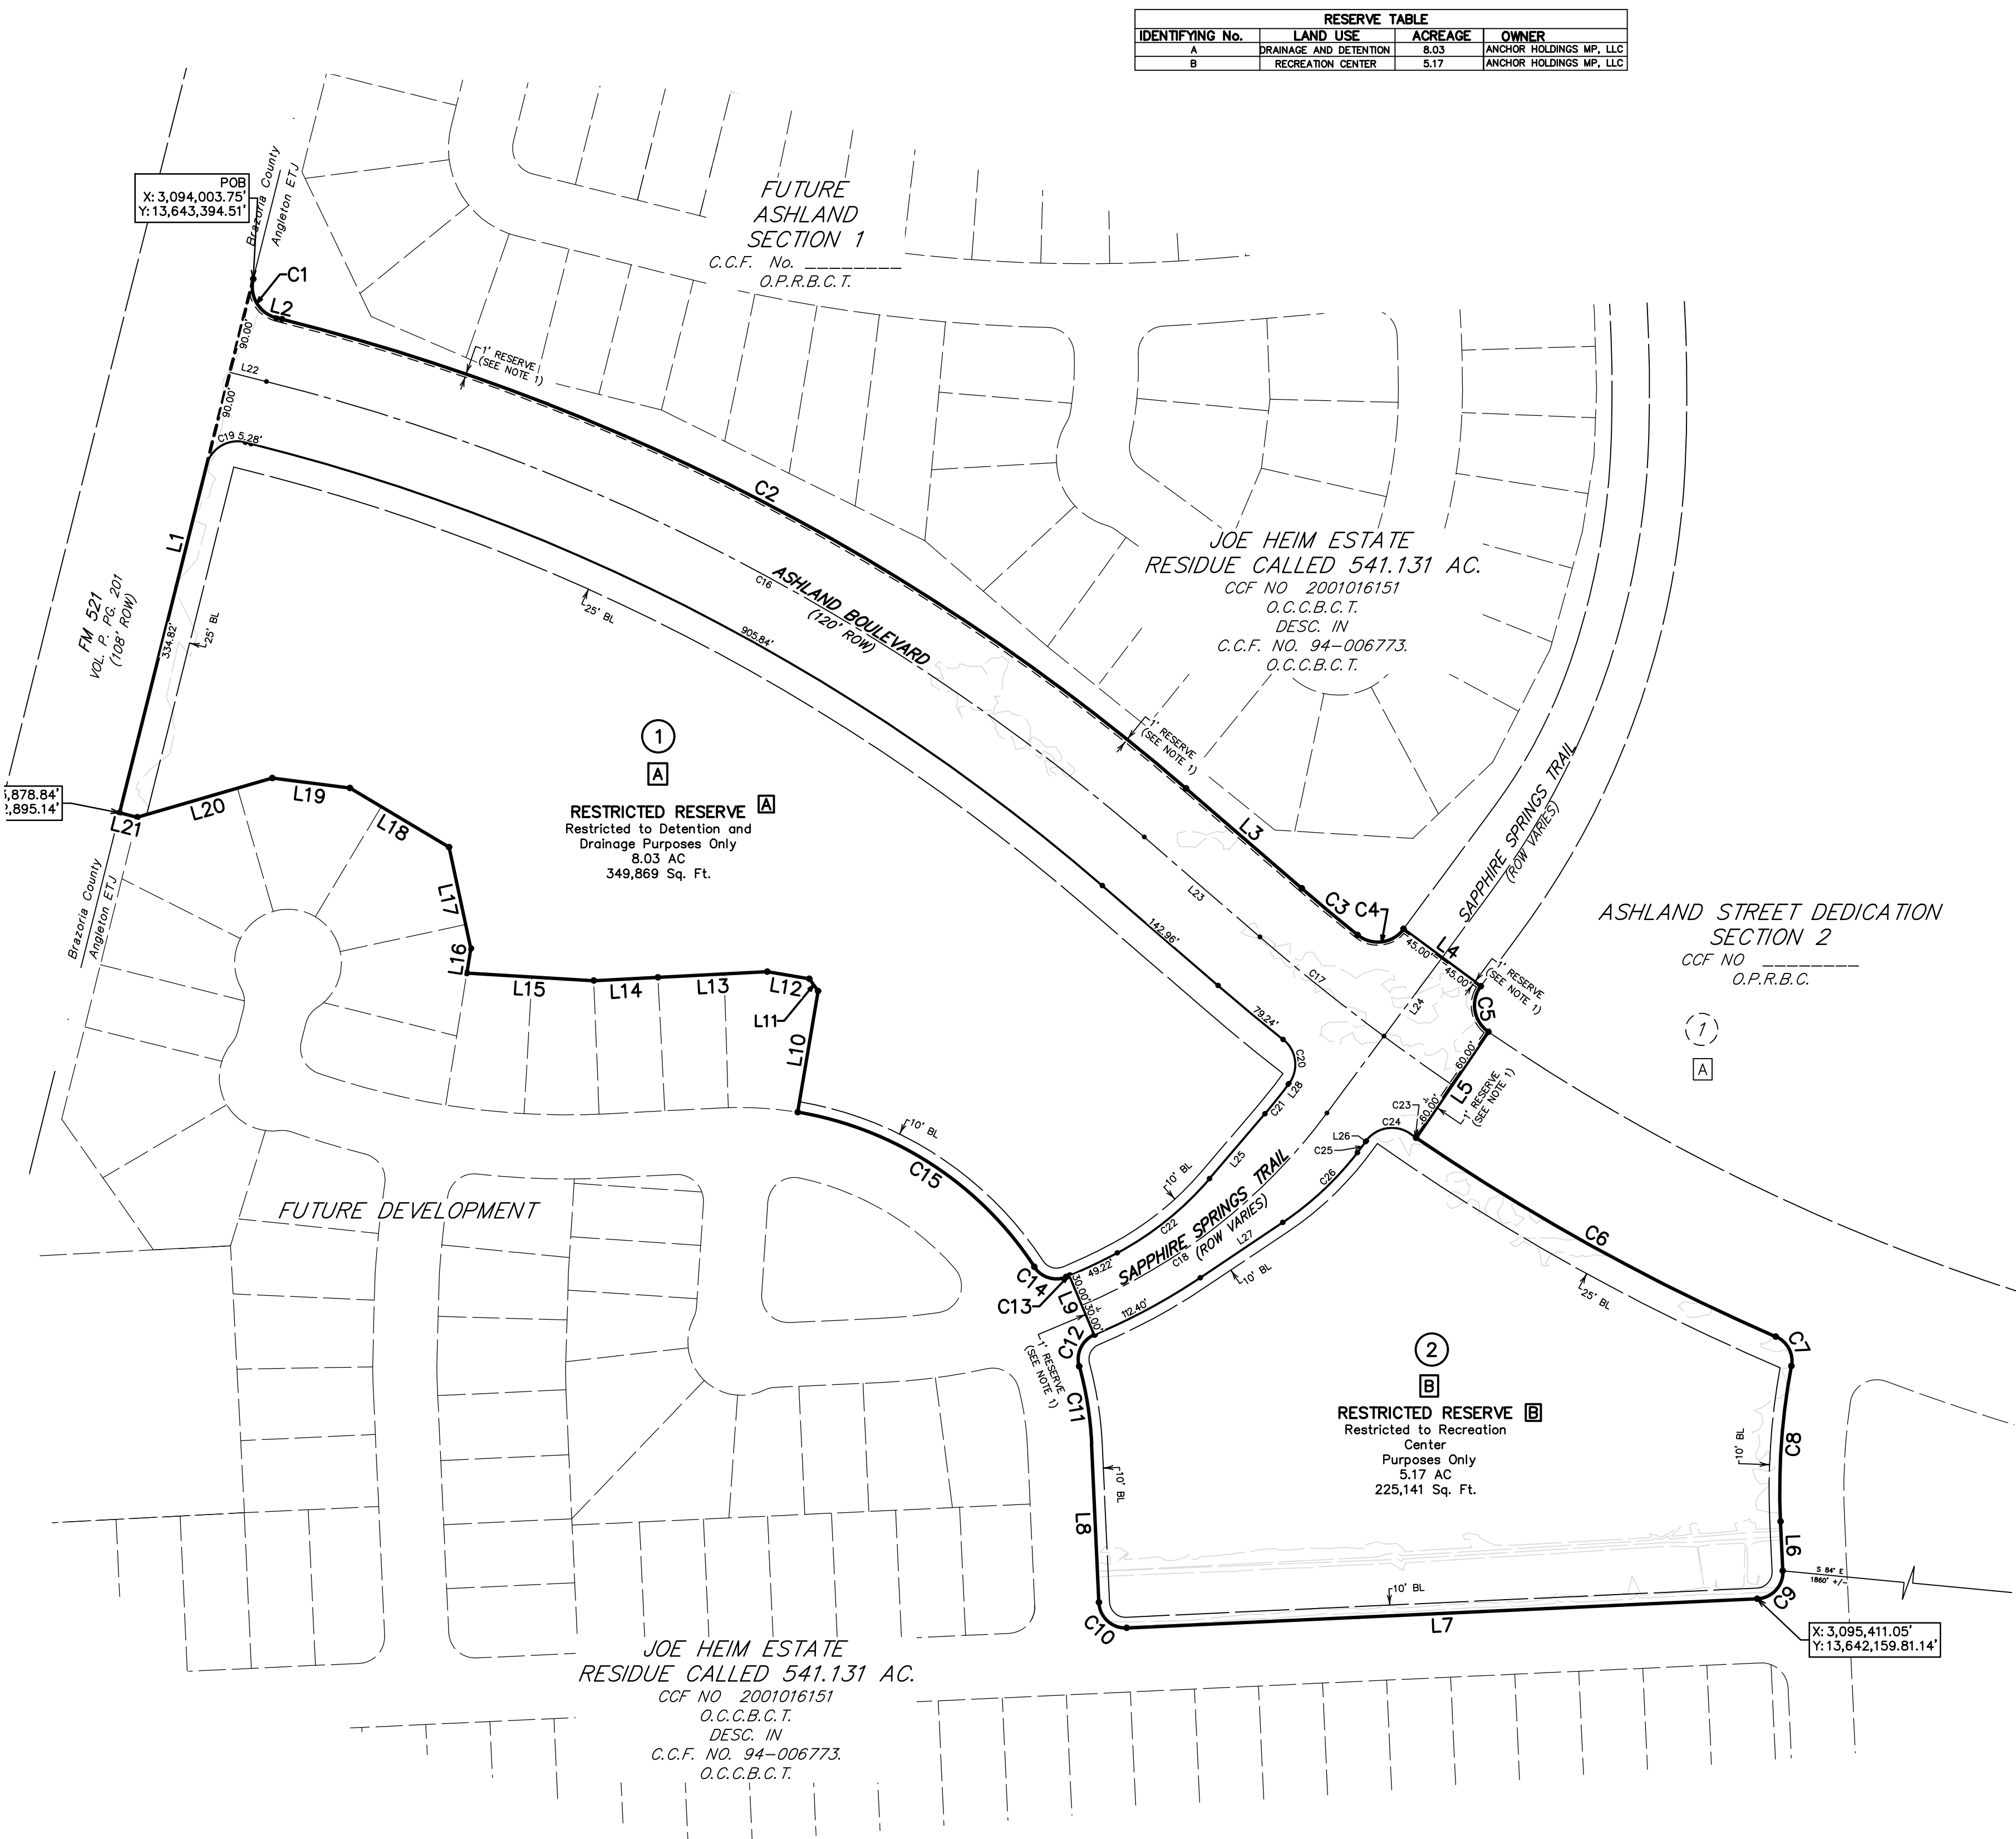 RESERVE TABLE
IDENTIFYING No. LAND USE ACREAGE OWNER
A DRAINAGE AND DETENTION 8.03 ANCHOR HOLDINGS MP, LLC
B RECREATION CENTER 5.17 ANCHOR HOLDINGS MP, LLC
POB
X: 3,094,003.75'
Y: 13,643,394.51'
Brazoria County
Angleton ETJ
FUTURE
ASHLAND
SECTION 1
C.C.F. No. ________
O.P.R.B.C.T.
C1
L2
90.00'
L22
90.00'
C19 5.28'
1' RESERVE
(SEE NOTE 1)
C2
L1
FM 521
VOL. P. PG. 201
(108' ROW)
334.82'
25' BL
25' BL
C16
ASHLAND BOULEVARD
(120' ROW)
905.84'
JOE HEIM ESTATE
RESIDUE CALLED 541.131 AC.
CCF NO 2001016151
O.C.C.B.C.T.
DESC. IN
C.C.F. NO. 94-006773.
O.C.C.B.C.T.
1' RESERVE
(SEE NOTE 1)
SAPPHIRE SPRINGS TRAIL
(ROW VARIES)
1
A
RESTRICTED RESERVE A
Restricted to Detention and
Drainage Purposes Only
8.03 AC
349,869 Sq. Ft.
5,878.84'
2,895.14'
L21
L20
L19
L18
L17
L16
L15
L14
L13
L12
L11
L10
Brazoria County
Angleton ETJ
L3
L23
C3
C4
45.00'
L4
45.00'
1' RESERVE
(SEE NOTE 1)
C5
L24
C17
142.96'
79.24'
C20
L28
C21
60.00'
L5
60.00'
1' RESERVE
(SEE NOTE 1)
C23
C24
L26
C25
C26
L25
10' BL
C22
SAPPHIRE SPRINGS TRAIL
(ROW VARIES)
C18
L27
10' BL
49.22'
112.40'
ASHLAND STREET DEDICATION
SECTION 2
CCF NO ________
O.P.R.B.C.
1
A
10' BL
C15
FUTURE DEVELOPMENT
C14
C13
30.00'
L9
30.00'
C12
1' RESERVE
(SEE NOTE 1)
C11
C6
25' BL
C7
2
B
RESTRICTED RESERVE B
Restricted to Recreation
Center
Purposes Only
5.17 AC
225,141 Sq. Ft.
10' BL
C8
10' BL
L8
L6
S 84° E
1860' +/-
10' BL
C9
C10
L7
X: 3,095,411.05'
Y: 13,642,159.81.14'
JOE HEIM ESTATE
RESIDUE CALLED 541.131 AC.
CCF NO 2001016151
O.C.C.B.C.T.
DESC. IN
C.C.F. NO. 94-006773.
O.C.C.B.C.T.